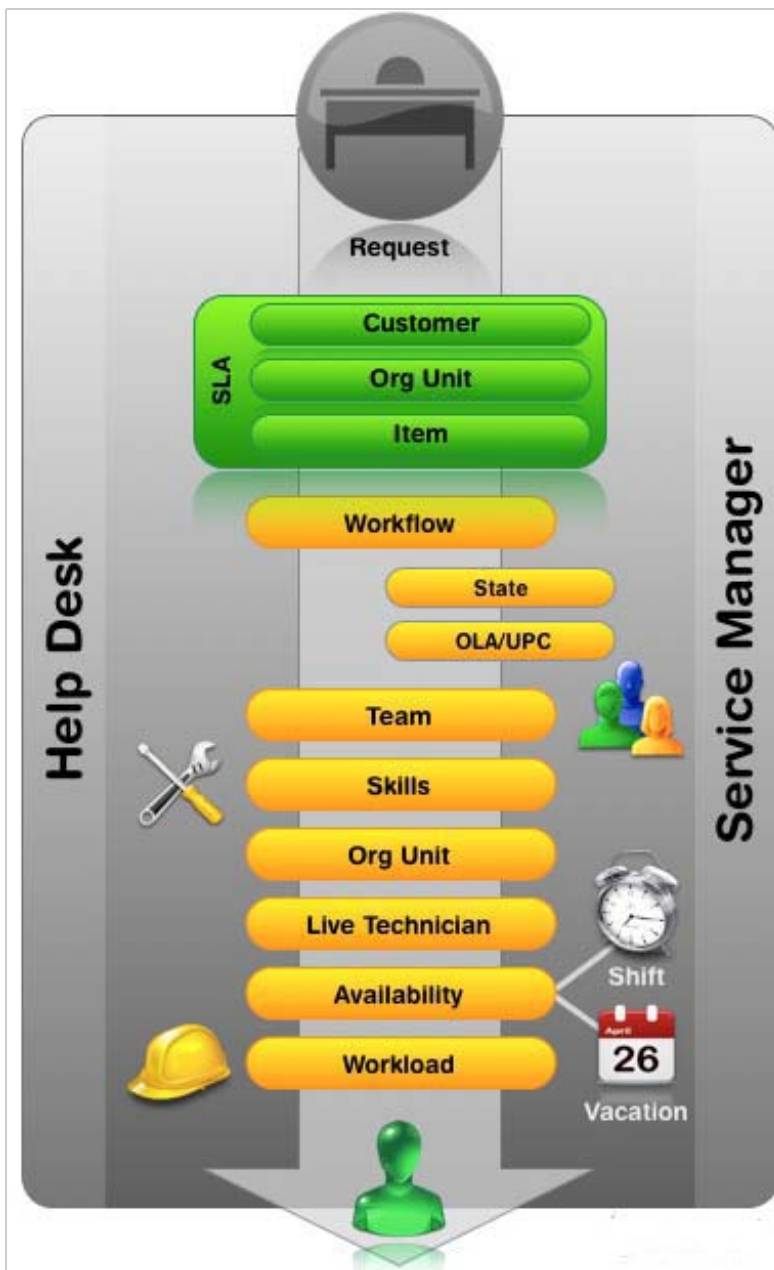 Request
SLA
Customer
Org Unit
Item
Workflow
State
OLA/UPC
Team
Skills
Org Unit
Live Technician
Availability
Workload
Shift
April
26
Vacation
Help Desk
Service Manager